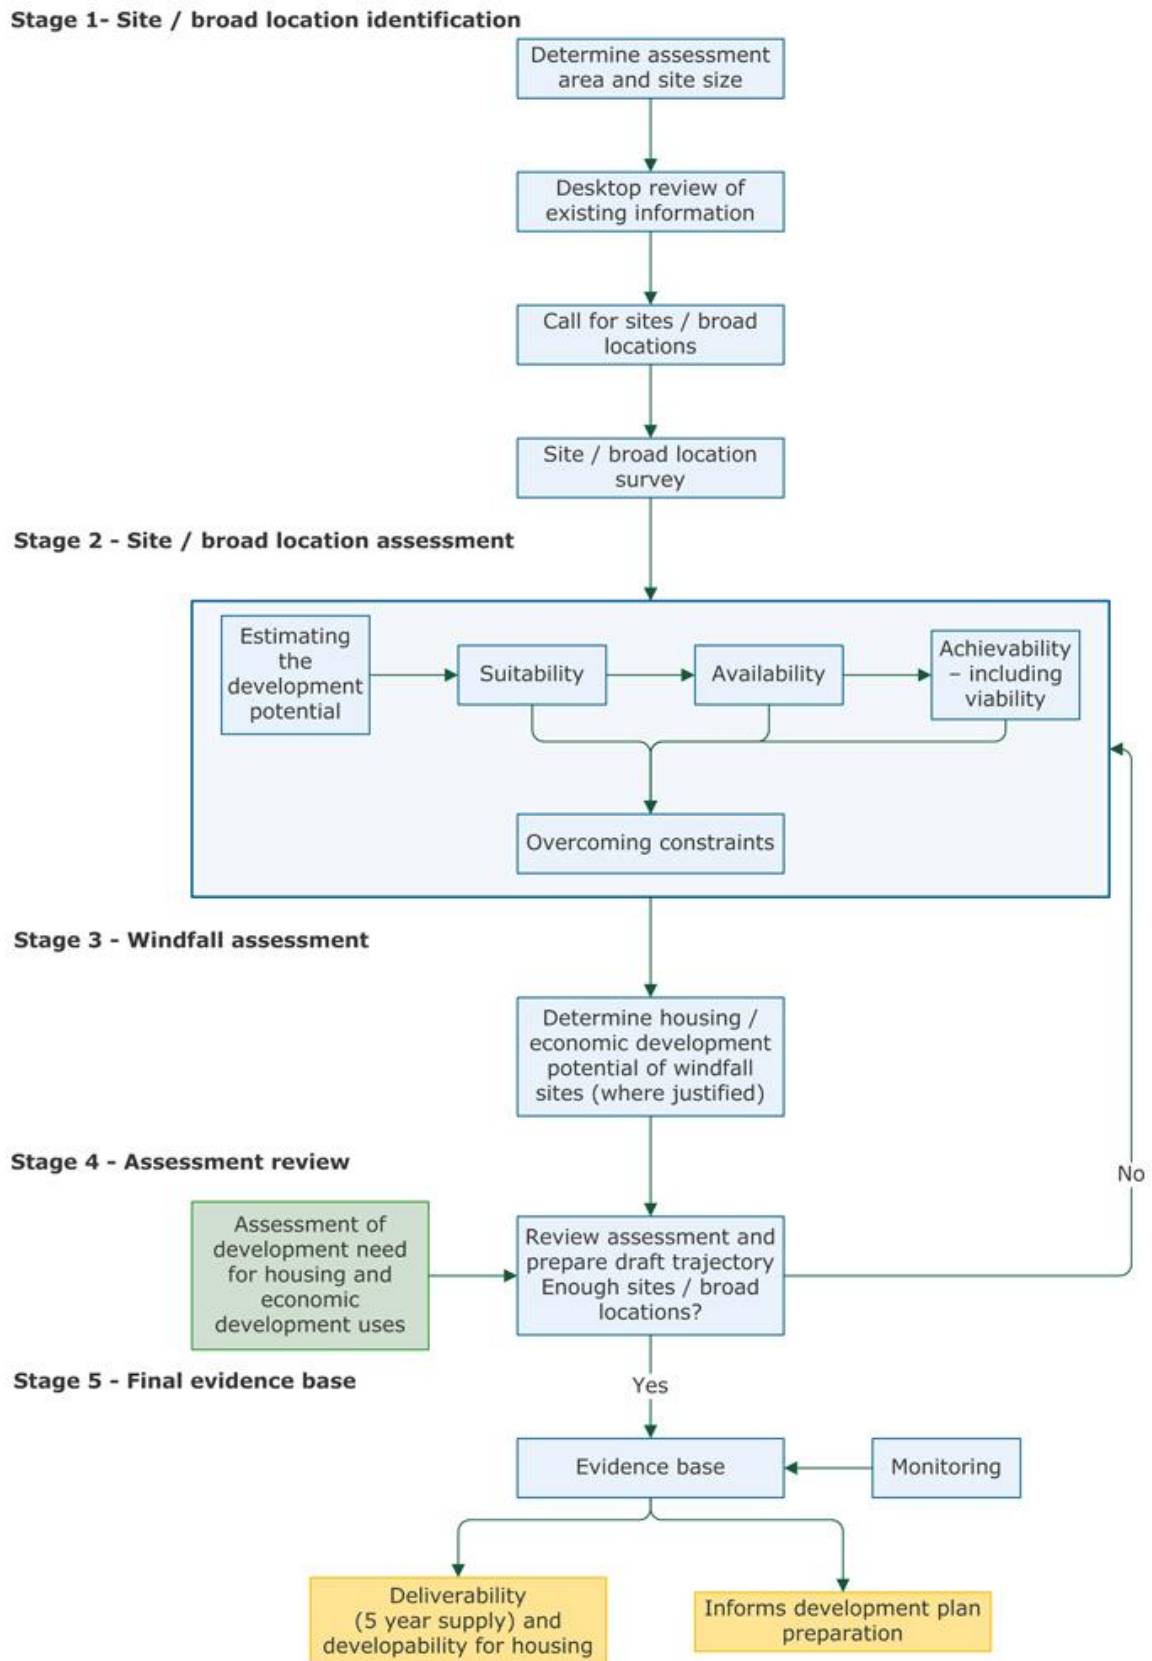 Stage 1- Site / broad location identification
Determine assessment
area and site size
Desktop review of
existing information
Call for sites / broad
locations
Site / broad location
survey
Stage 2 - Site / broad location assessment
Estimating
the
development
potential
Suitability
Availability
Achievability
– including
viability
Overcoming constraints
Stage 3 - Windfall assessment
Determine housing /
economic development
potential of windfall
sites (where justified)
Stage 4 - Assessment review
No
Assessment of
development need
for housing and
economic
development uses
Review assessment and
prepare draft trajectory
Enough sites / broad
locations?
Stage 5 - Final evidence base
Yes
Evidence base
Monitoring
Deliverability
(5 year supply) and
developability for housing
Informs development plan
preparation